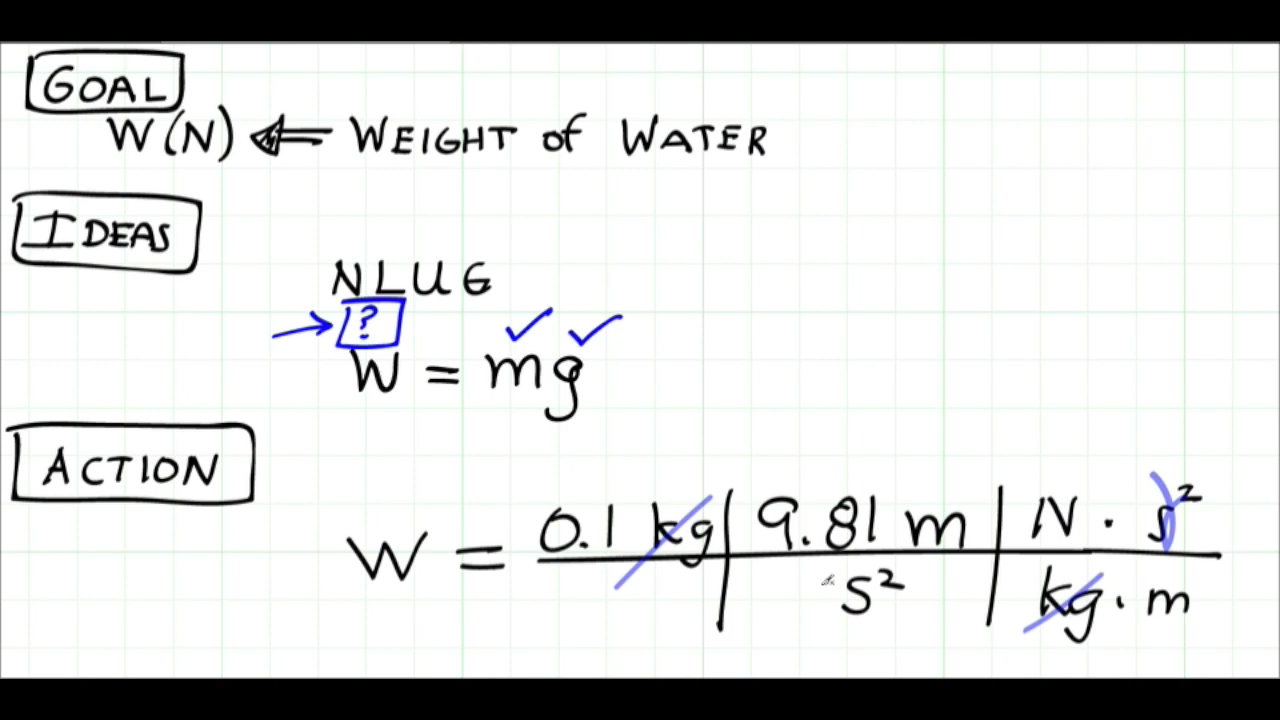 GOAL
W(N) ⇐ WEIGHT of WATER
IDEAS
NLUG
?
W = mg
ACTION
W = 0.1 kg | 9.81 m | N · s²
s² | kg · m